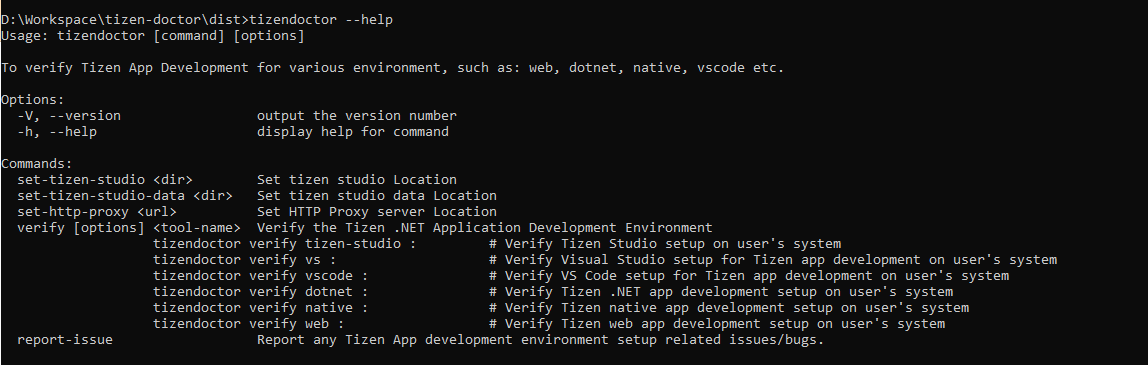 D:\Workspace\tizen-doctor\dist>tizendoctor --help
Usage: tizendoctor [command] [options]

To verify Tizen App Development for various environment, such as: web, dotnet, native, vscode etc.

Options:
  -V, --version                 output the version number
  -h, --help                    display help for command

Commands:
  set-tizen-studio <dir>        Set tizen studio Location
  set-tizen-studio-data <dir>   Set tizen studio data Location
  set-http-proxy <url>          Set HTTP Proxy server Location
  verify [options] <tool-name>  Verify the Tizen .NET Application Development Environment
                   tizendoctor verify tizen-studio :         # Verify Tizen Studio setup on user's system
                   tizendoctor verify vs :                   # Verify Visual Studio setup for Tizen app development on user's system
                   tizendoctor verify vscode :               # Verify VS Code setup for Tizen app development on user's system
                   tizendoctor verify dotnet :               # Verify Tizen .NET app development setup on user's system
                   tizendoctor verify native :               # Verify Tizen native app development setup on user's system
                   tizendoctor verify web :                  # Verify Tizen web app development setup on user's system
  report-issue                  Report any Tizen App development environment setup related issues/bugs.